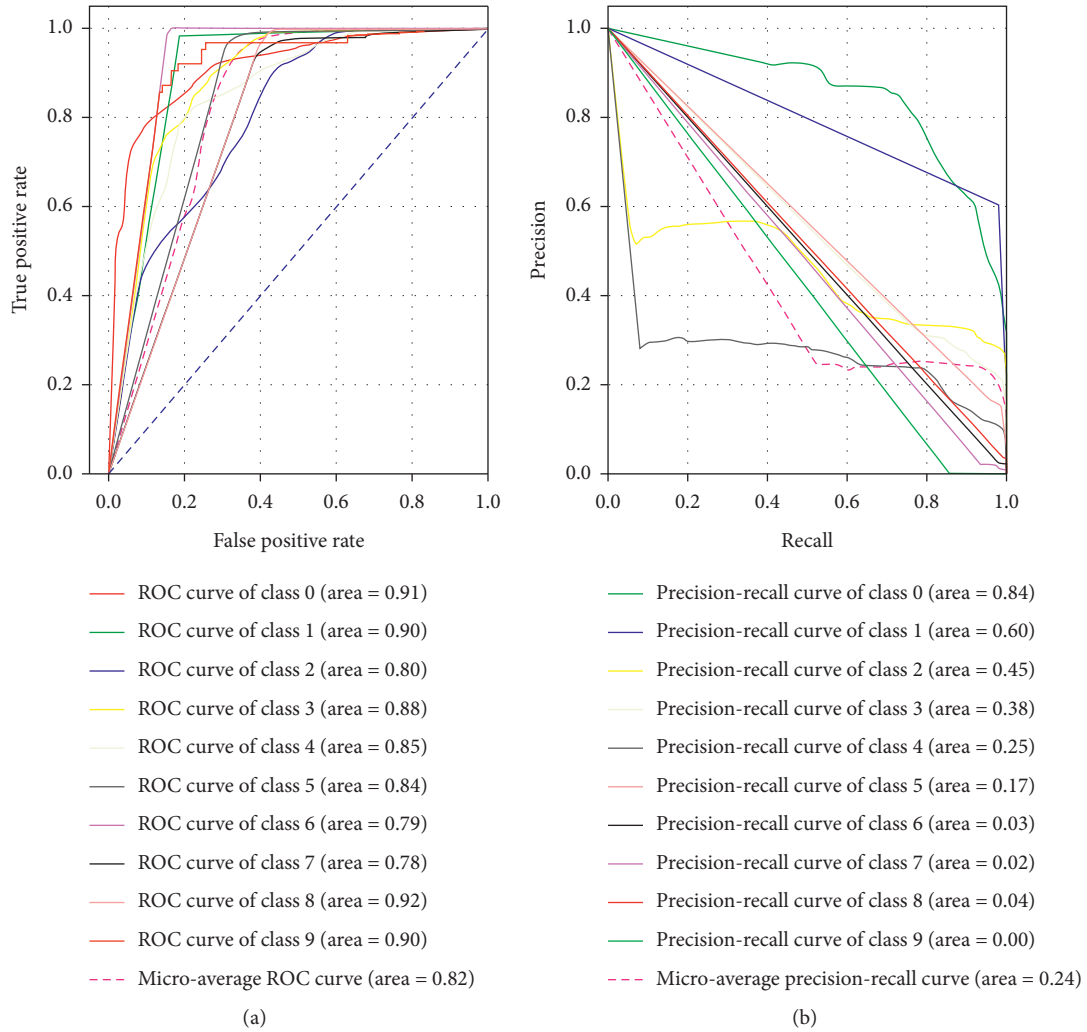 1.0
0.8
0.6
0.4
0.2
0.0
True positive rate
0.0
0.2
0.4
0.6
0.8
1.0
False positive rate
ROC curve of class 0 (area = 0.91)
ROC curve of class 1 (area = 0.90)
ROC curve of class 2 (area = 0.80)
ROC curve of class 3 (area = 0.88)
ROC curve of class 4 (area = 0.85)
ROC curve of class 5 (area = 0.84)
ROC curve of class 6 (area = 0.79)
ROC curve of class 7 (area = 0.78)
ROC curve of class 8 (area = 0.92)
ROC curve of class 9 (area = 0.90)
Micro-average ROC curve (area = 0.82)
(a)
1.0
0.8
0.6
0.4
0.2
0.0
Precision
0.0
0.2
0.4
0.6
0.8
1.0
Recall
Precision-recall curve of class 0 (area = 0.84)
Precision-recall curve of class 1 (area = 0.60)
Precision-recall curve of class 2 (area = 0.45)
Precision-recall curve of class 3 (area = 0.38)
Precision-recall curve of class 4 (area = 0.25)
Precision-recall curve of class 5 (area = 0.17)
Precision-recall curve of class 6 (area = 0.03)
Precision-recall curve of class 7 (area = 0.02)
Precision-recall curve of class 8 (area = 0.04)
Precision-recall curve of class 9 (area = 0.00)
Micro-average precision-recall curve (area = 0.24)
(b)